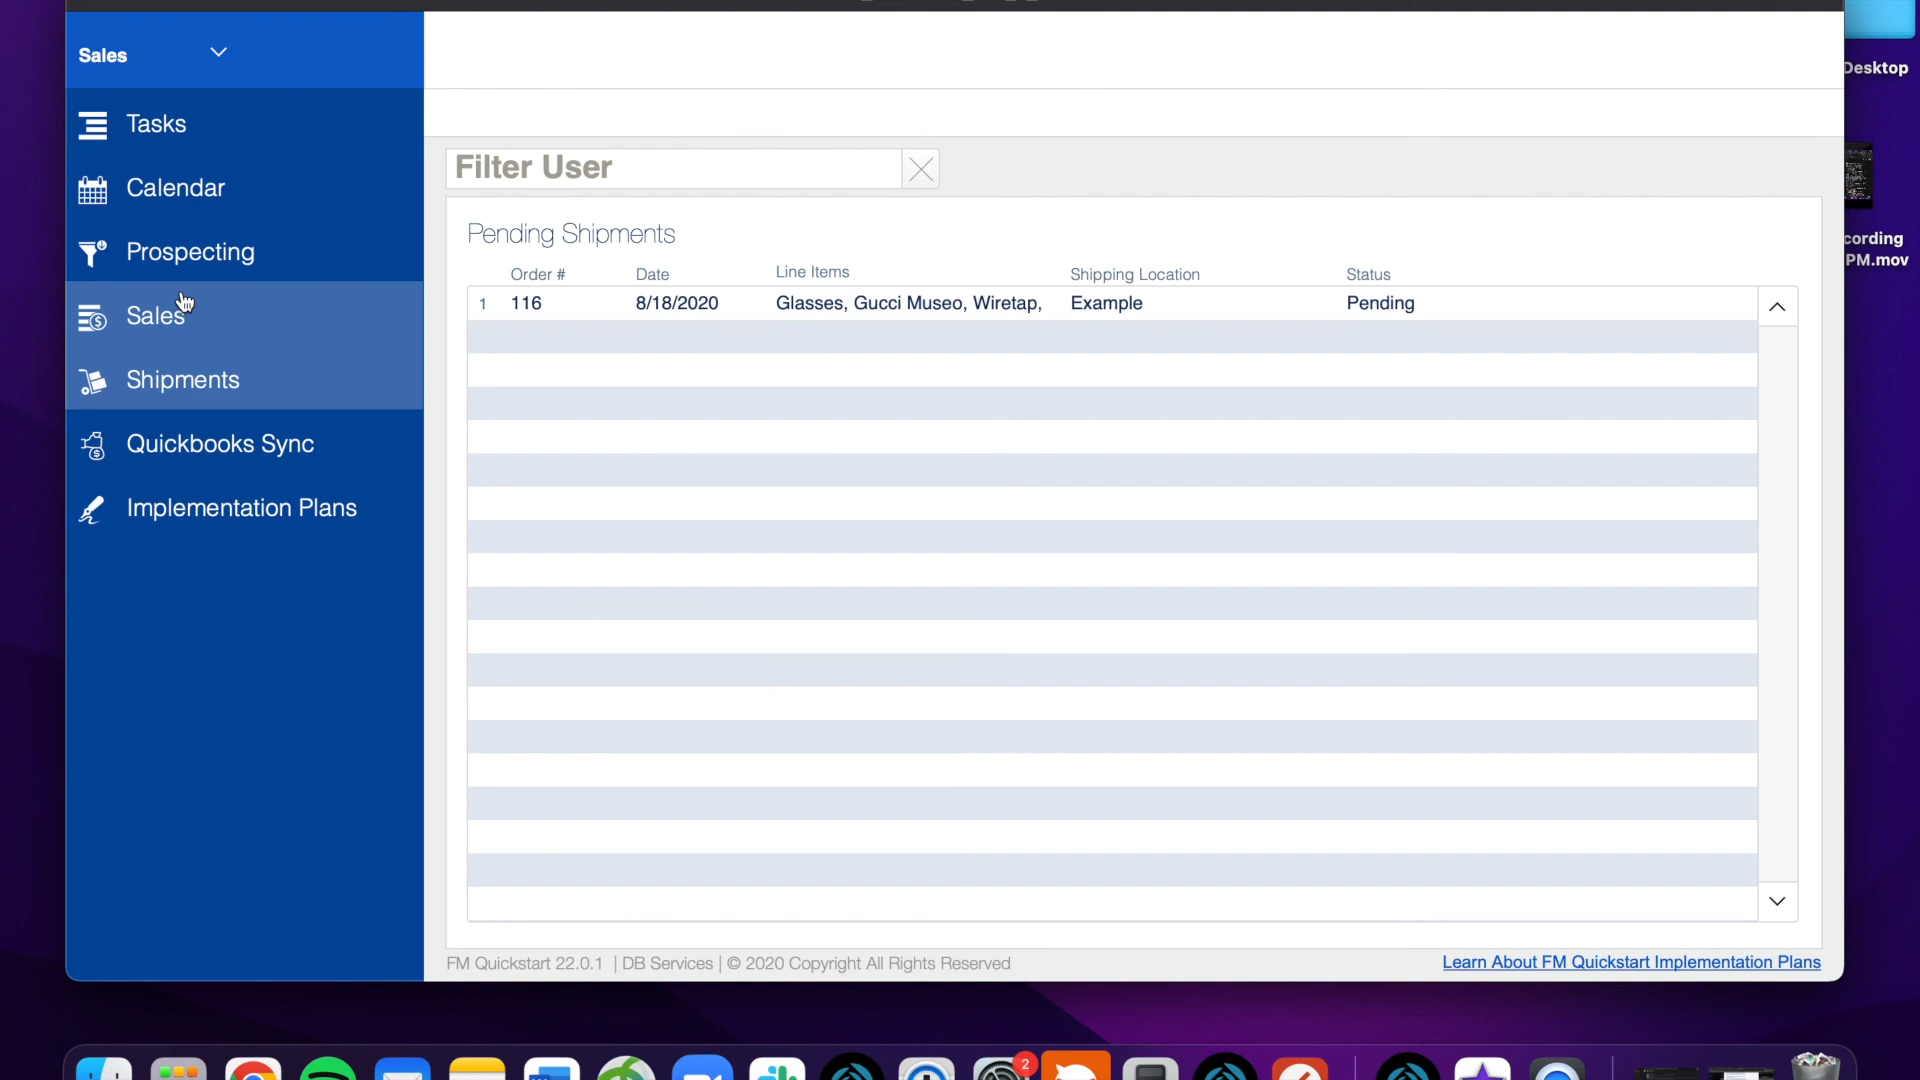 Sales
Desktop
Tasks
Calendar
Filter User
Prospecting
cording
PM.mov
Pending Shipments
Order # Date Line Items Shipping Location Status
1 116 8/18/2020 Glasses, Gucci Museo, Wiretap, Example Pending
Sales
Shipments
Quickbooks Sync
Implementation Plans
FM Quickstart 22.0.1 | DB Services | © 2020 Copyright All Rights Reserved
Learn About FM Quickstart Implementation Plans
2